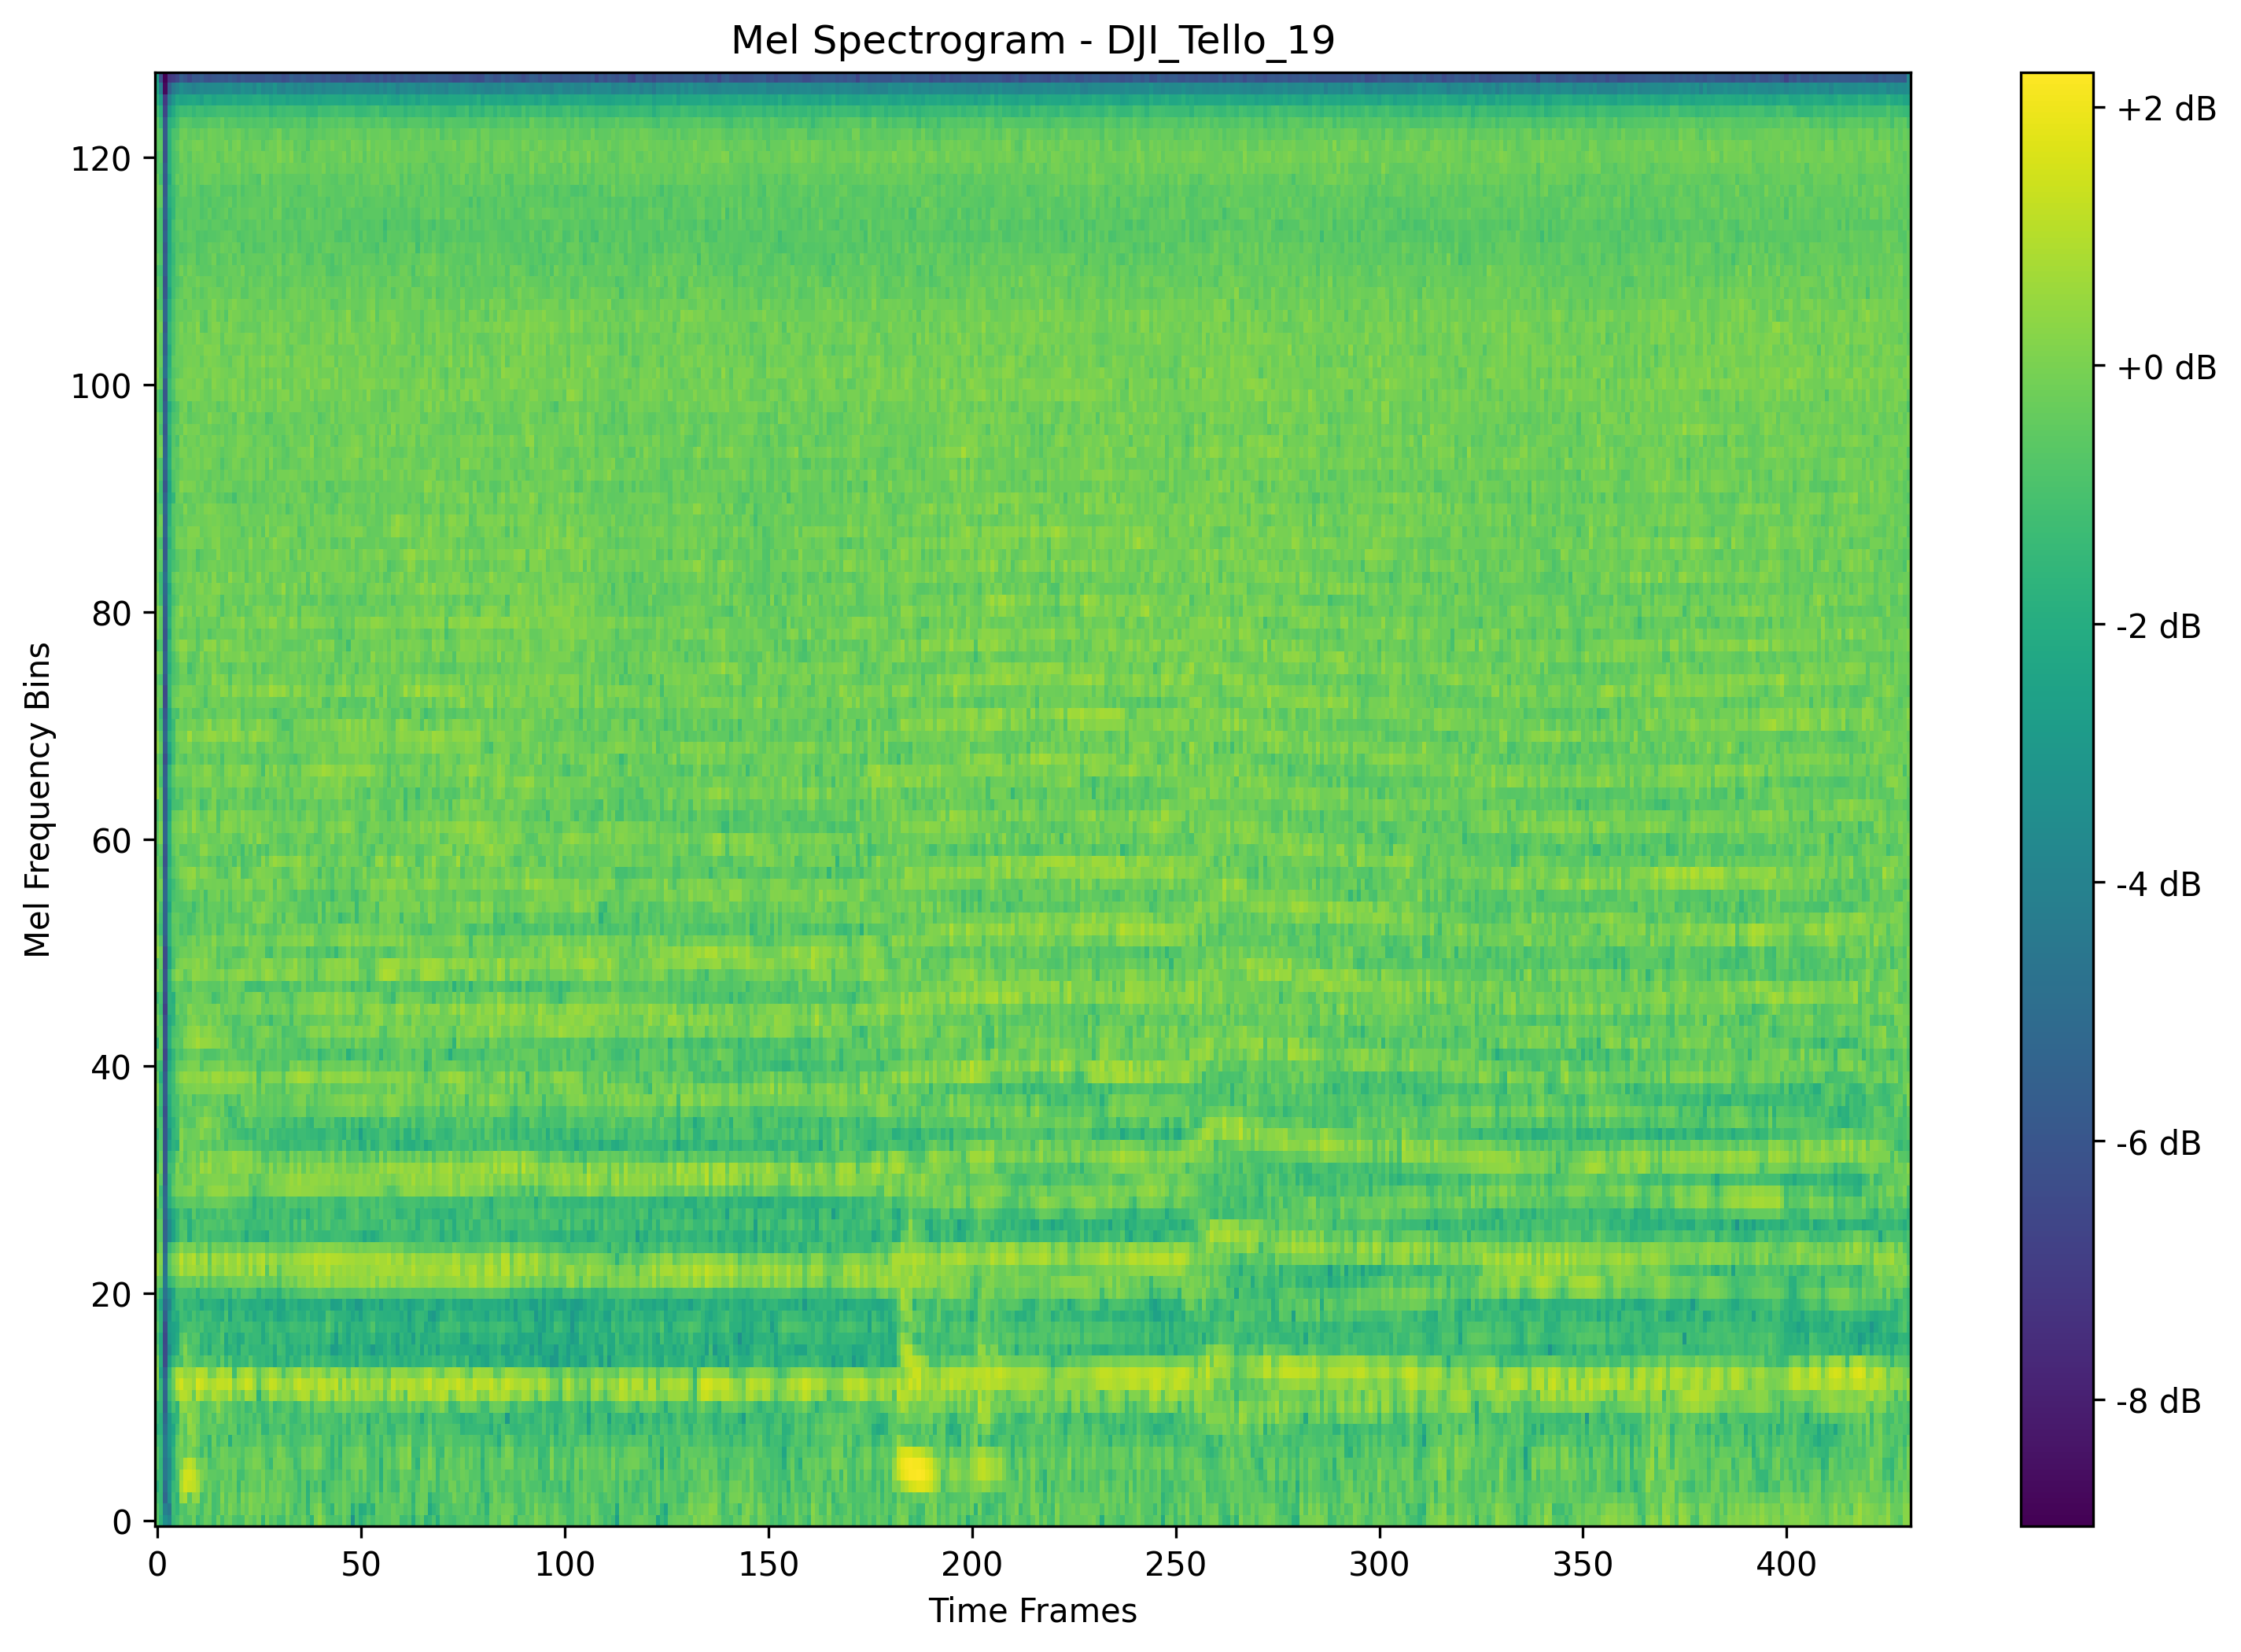 Mel Spectrogram - DJI_Tello_19
+2 dB
+0 dB
-2 dB
-4 dB
-6 dB
-8 dB
120
100
80
60
40
20
0
Mel Frequency Bins
0 50 100 150 200 250 300 350 400
Time Frames